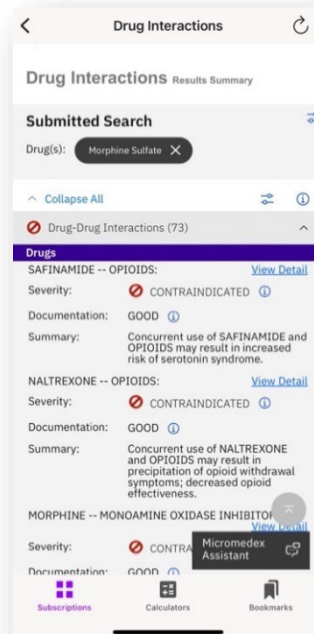 Drug Interactions
Drug Interactions Results Summary
Submitted Search
Drug(s): Morphine Sulfate X
Collapse All
Drug-Drug Interactions (73)
Drugs
SAFINAMIDE -- OPIOIDS: View Detail
Severity: CONTRAINDICATED
Documentation: GOOD
Summary: Concurrent use of SAFINAMIDE and
OPIOIDS may result in increased
risk of serotonin syndrome.
NALTREXONE -- OPIOIDS: View Detail
Severity: CONTRAINDICATED
Documentation: GOOD
Summary: Concurrent use of NALTREXONE
and OPIOIDS may result in
precipitation of opioid withdrawal
symptoms; decreased opioid
effectiveness.
MORPHINE -- MONOAMINE OXIDASE
View Detail
Severity:
Micromedex
Assistant
Documentation: GOOD
Subscriptions Calculators Bookmarks